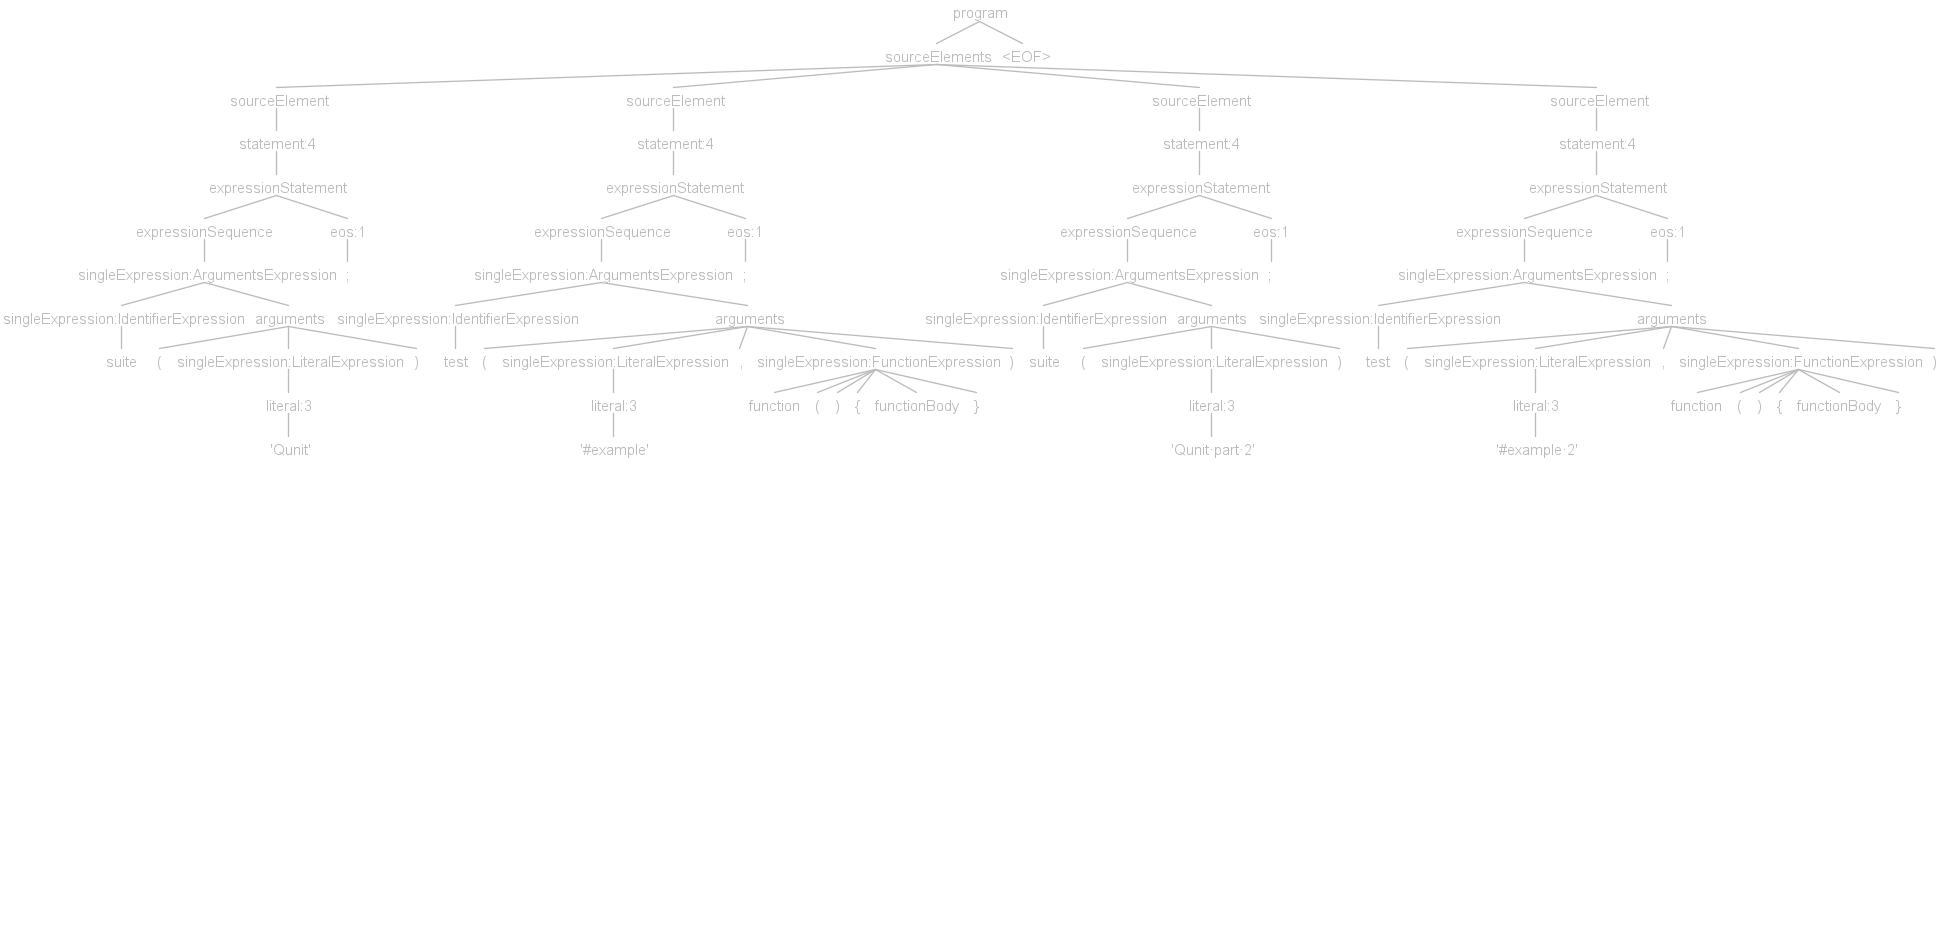 program
sourceElements <EOF>
sourceElement sourceElement sourceElement sourceElement
statement:4 statement:4 statement:4 statement:4
expressionStatement expressionStatement expressionStatement expressionStatement
expressionSequence eos:1 expressionSequence eos:1 expressionSequence eos:1 expressionSequence eos:1
singleExpression:ArgumentsExpression ; singleExpression:ArgumentsExpression ; singleExpression:ArgumentsExpression ; singleExpression:ArgumentsExpression ;
singleExpression:IdentifierExpression arguments singleExpression:IdentifierExpression arguments singleExpression:IdentifierExpression arguments singleExpression:IdentifierExpression arguments
suite ( singleExpression:LiteralExpression ) test ( singleExpression:LiteralExpression , singleExpression:FunctionExpression ) suite ( singleExpression:LiteralExpression ) test ( singleExpression:LiteralExpression , singleExpression:FunctionExpression )
literal:3 literal:3 function ( ) { functionBody } literal:3 literal:3 function ( ) { functionBody }
'Qunit' '#example' 'Qunit·part·2' '#example·2'